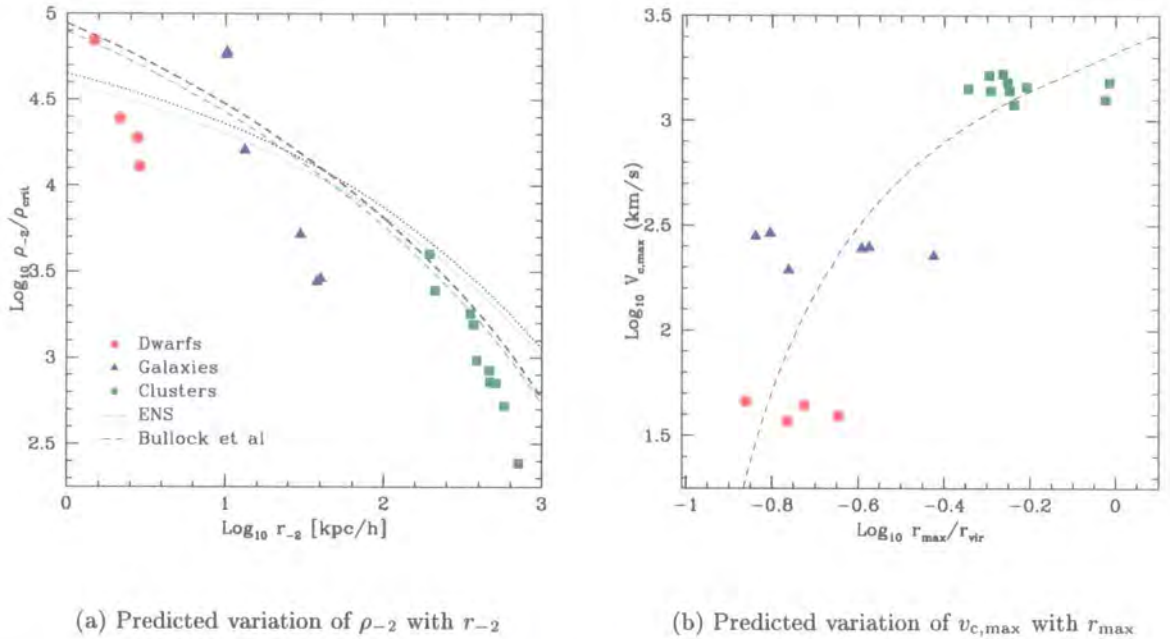 5
4.5
4
3.5
3
2.5
Log₁₀ ρ₋₂/ρcrit
Dwarfs
Galaxies
Clusters
ENS
Bullock et al
0 1 2 3
Log₁₀ r₋₂ [kpc/h]
(a) Predicted variation of ρ₋₂ with r₋₂
3.5
3
2.5
2
1.5
Log₁₀ Vc,max (km/s)
−1 −0.8 −0.6 −0.4 −0.2 0
Log₁₀ rmax/rvir
(b) Predicted variation of vc,max with rmax